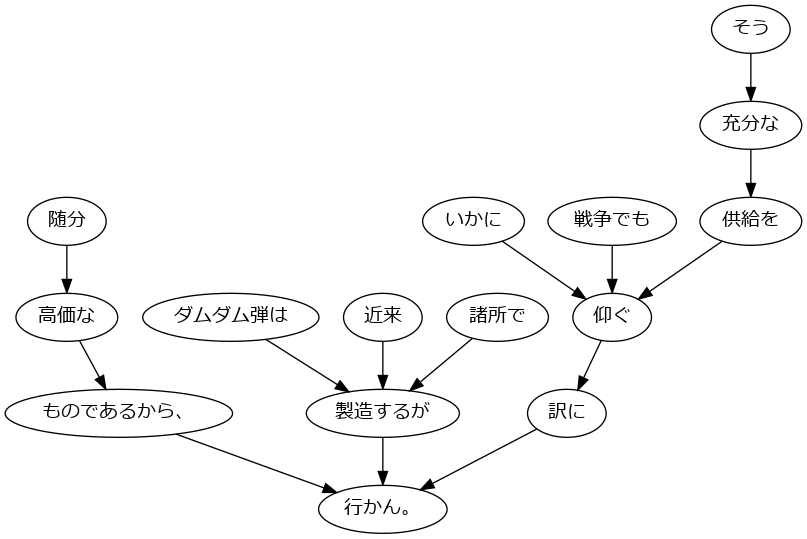 そう
充分な
随分
いかに
戦争でも
供給を
高価な
ダムダム弾は
近来
諸所で
仰ぐ
ものであるから、
製造するが
訳に
行かん。